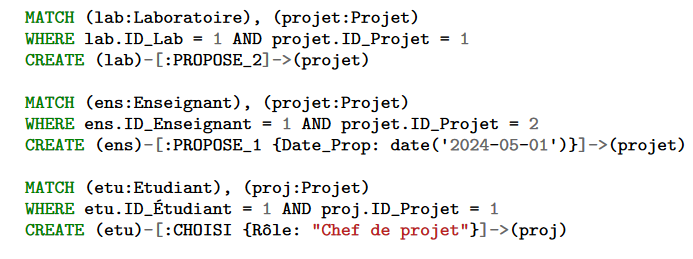 MATCH (lab:Laboratoire), (projet:Projet)
WHERE lab.ID_Lab = 1 AND projet.ID_Projet = 1
CREATE (lab)-[:PROPOSE_2]->(projet)
MATCH (ens:Enseignant), (projet:Projet)
WHERE ens.ID_Enseignant = 1 AND projet.ID_Projet = 2
CREATE (ens)-[:PROPOSE_1 {Date_Prop: date('2024-05-01')}]->(projet)
MATCH (etu:Etudiant), (proj:Projet)
WHERE etu.ID_Étudiant = 1 AND proj.ID_Projet = 1
CREATE (etu)-[:CHOISI {Rôle: "Chef de projet"}]->(proj)